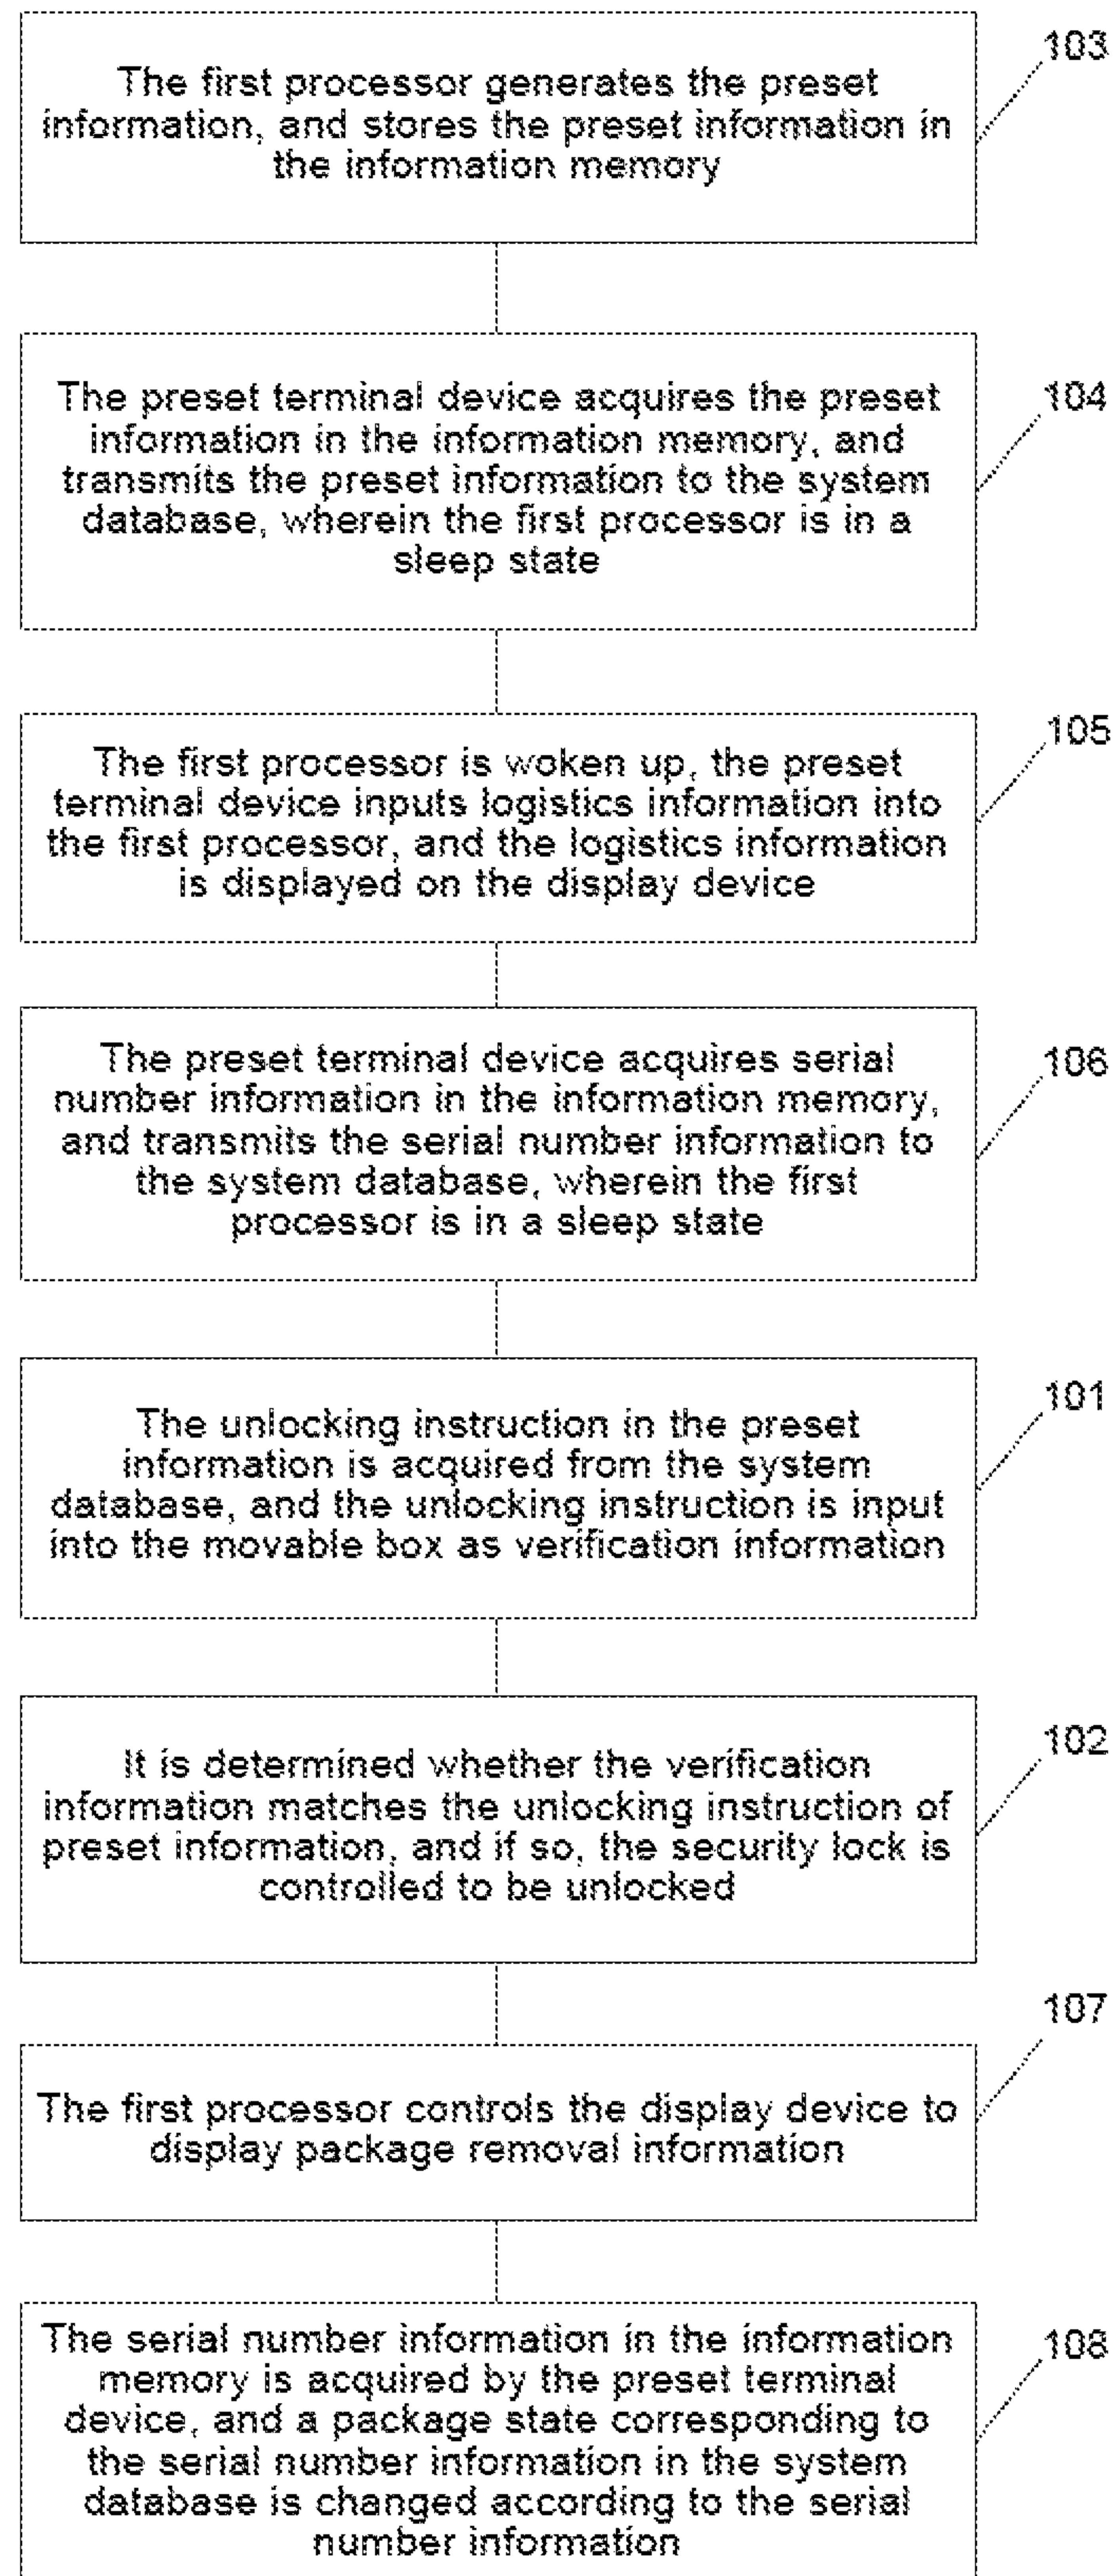 The first processor generates the preset
information, and stores the preset information in
the information memory
103
The preset terminal device acquires the preset
information in the information memory, and
transmits the preset information to the system
database, wherein the first processor is in a
sleep state
104
The first processor is woken up, the preset
terminal device inputs logistics information into
the first processor, and the logistics information
is displayed on the display device
105
The preset terminal device acquires serial
number information in the information memory,
and transmits the serial number information to
the system database, wherein the first
processor is in a sleep state
106
The unlocking instruction in the preset
information is acquired from the system
database, and the unlocking instruction is input
into the movable box as verification information
101
It is determined whether the verification
information matches the unlocking instruction of
preset information, and if so, the security lock is
controlled to be unlocked
102
The first processor controls the display device to
display package removal information
107
The serial number information in the information
memory is acquired by the preset terminal
device, and a package state corresponding to
the serial number information in the system
database is changed according to the serial
number information
108